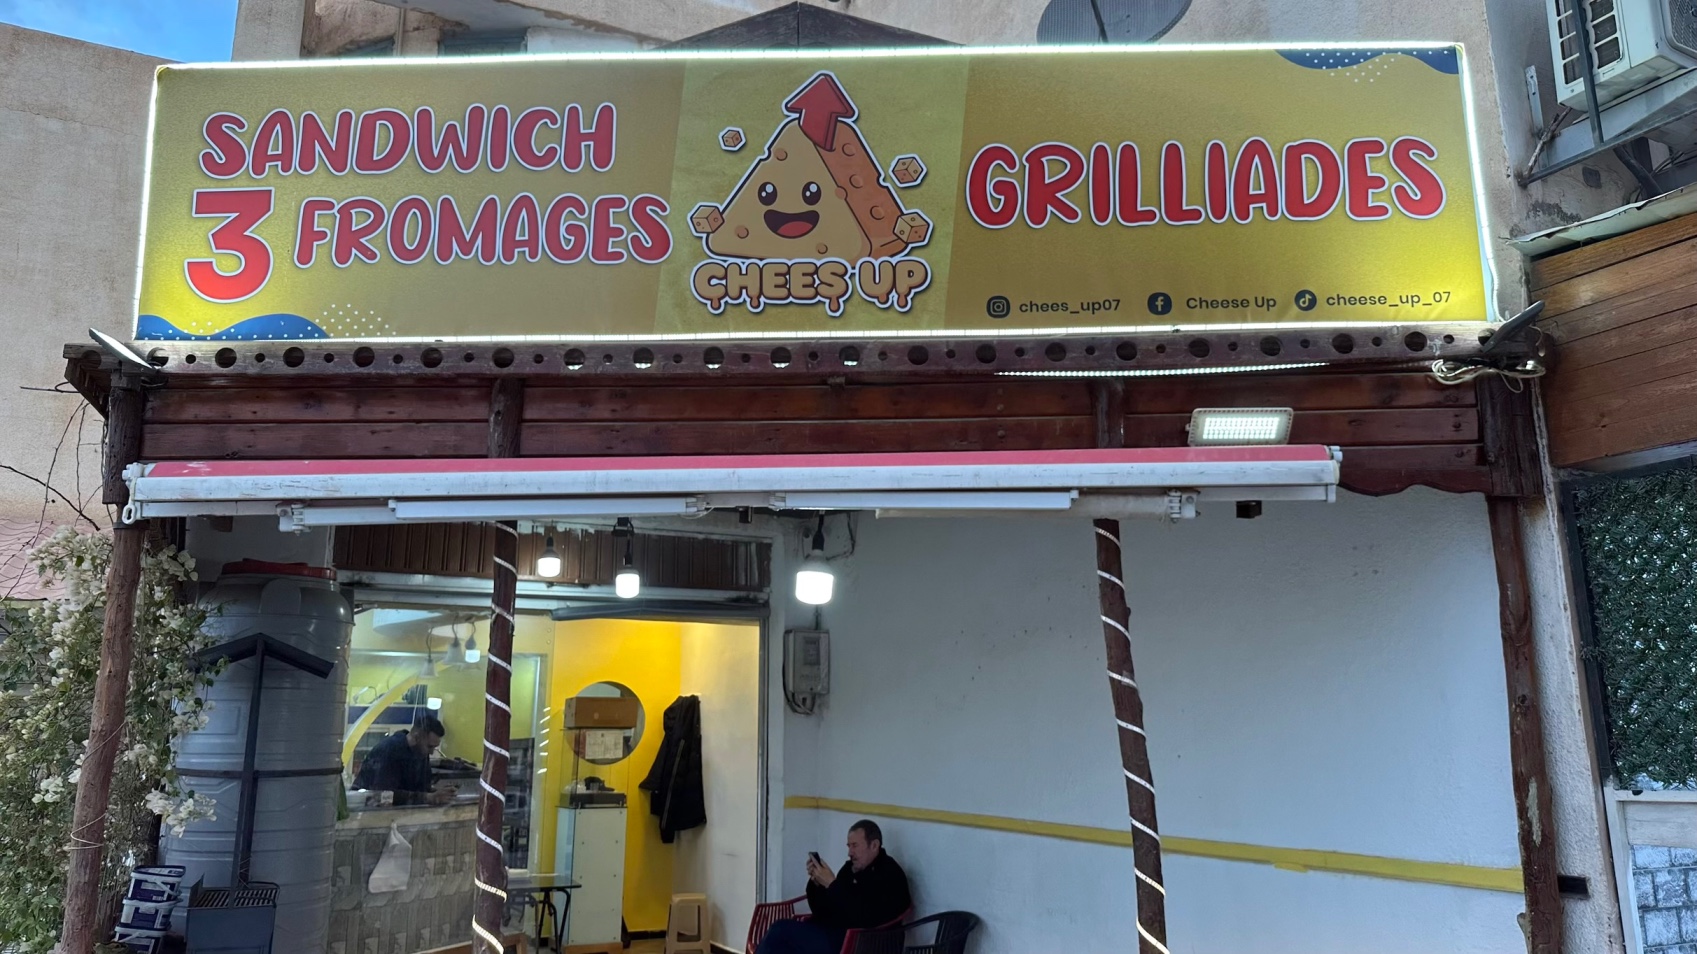 SANDWICH
3 FROMAGES
CHEES UP
GRILLIADES
chees_up07 Cheese Up cheese_up_07